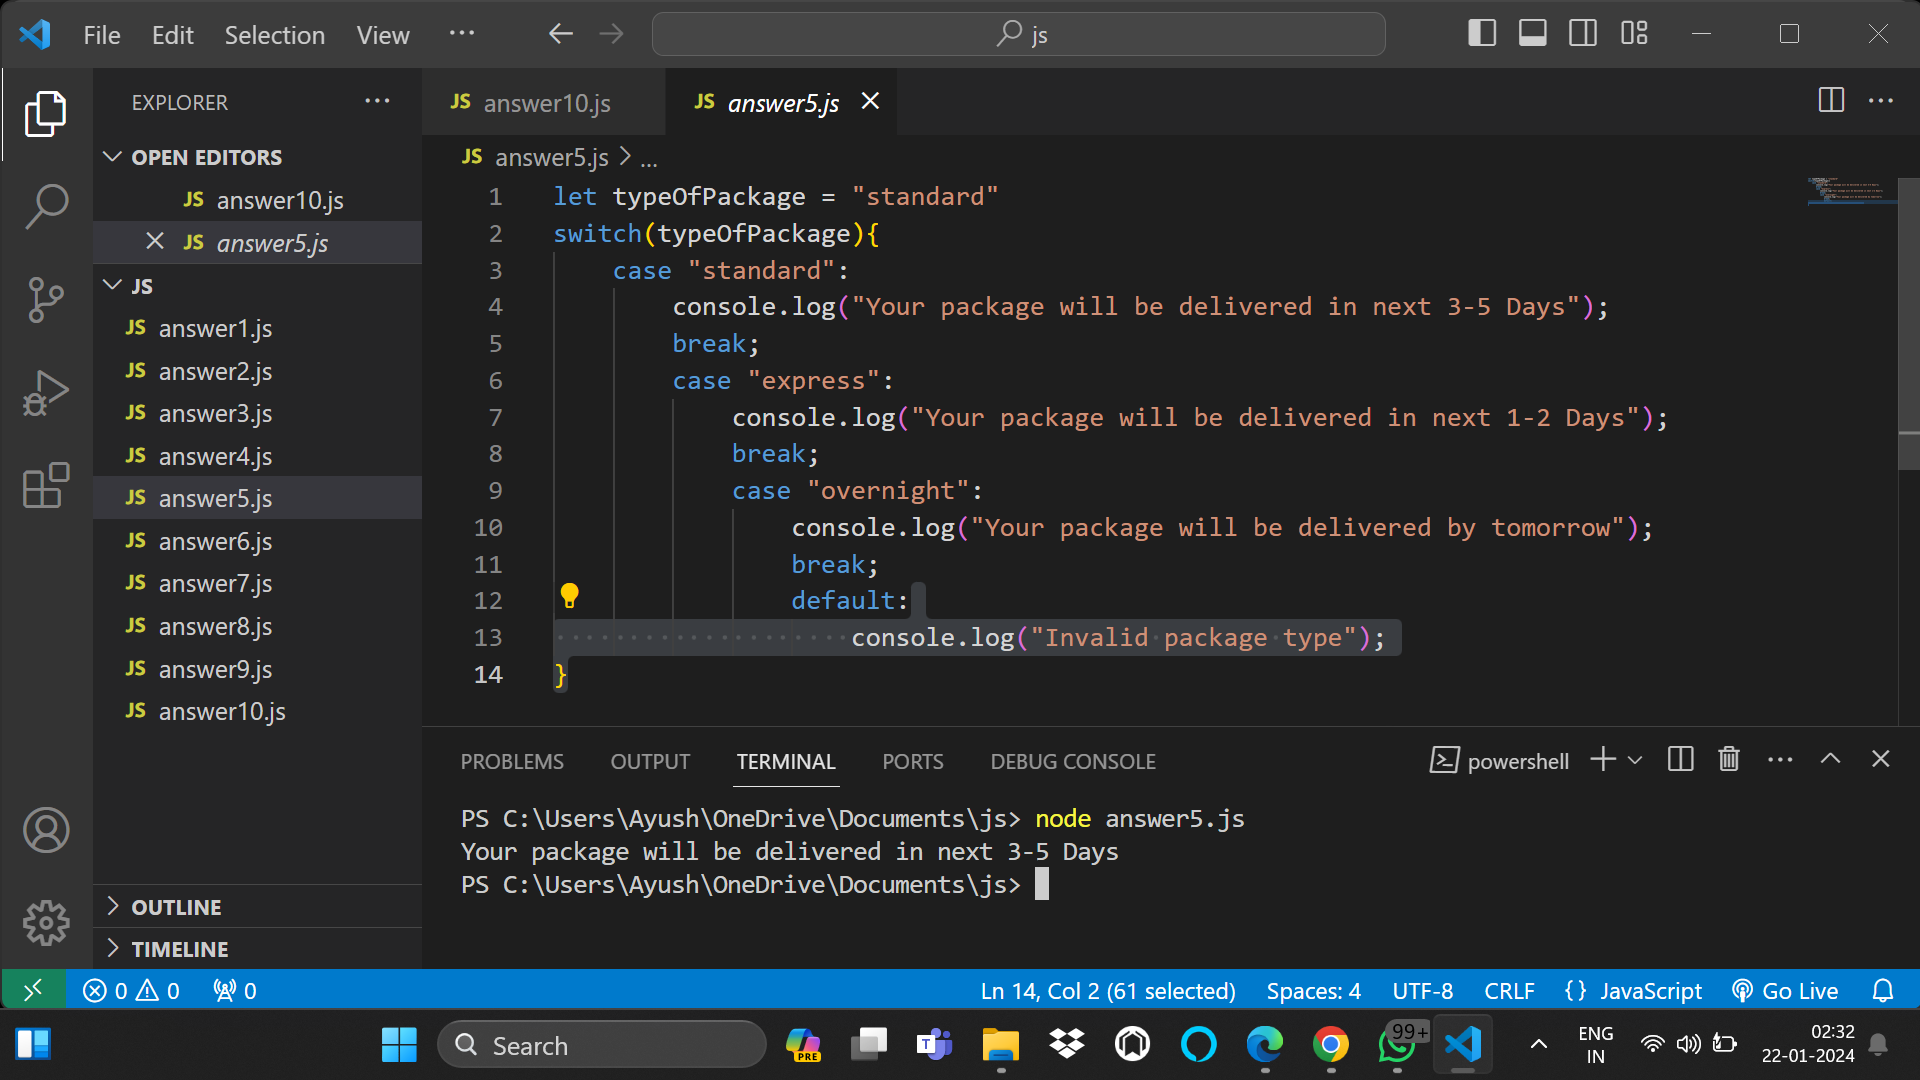 File Edit Selection View ...
js
EXPLORER ...
OPEN EDITORS
JS answer10.js
JS answer5.js
JS
JS answer1.js
JS answer2.js
JS answer3.js
JS answer4.js
JS answer5.js
JS answer6.js
JS answer7.js
JS answer8.js
JS answer9.js
JS answer10.js
OUTLINE
TIMELINE
JS answer10.js JS answer5.js
JS answer5.js > ...
1 let typeOfPackage = "standard"
2 switch(typeOfPackage){
3 case "standard":
4 console.log("Your package will be delivered in next 3-5 Days");
5 break;
6 case "express":
7 console.log("Your package will be delivered in next 1-2 Days");
8 break;
9 case "overnight":
10 console.log("Your package will be delivered by tomorrow");
11 break;
12 default:
13 console.log("Invalid package type");
14 }
PROBLEMS OUTPUT TERMINAL PORTS DEBUG CONSOLE powershell
PS C:\Users\Ayush\OneDrive\Documents\js> node answer5.js
Your package will be delivered in next 3-5 Days
PS C:\Users\Ayush\OneDrive\Documents\js>
0 0 0 Ln 14, Col 2 (61 selected) Spaces: 4 UTF-8 CRLF {} JavaScript Go Live
Search PRE T 99+ ENG 02:32
IN 22-01-2024